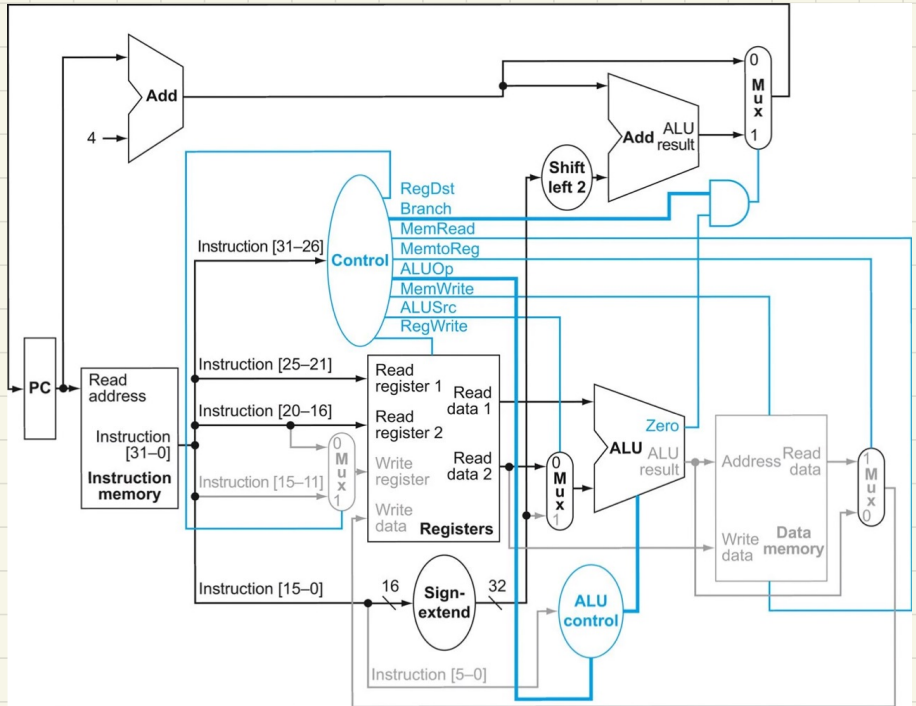 Add
4
0
Mux
1
Add
ALU
result
Shift
left 2
RegDst
Branch
MemRead
MemtoReg
ALUOp
MemWrite
ALUSrc
RegWrite
Control
Instruction [31–26]
Instruction [25–21]
Instruction [20–16]
Instruction [15–11]
Instruction [15–0]
Instruction [5–0]
PC
Read
address
Instruction
[31–0]
Instruction
memory
0
Mux
1
Read
register 1
Read
register 2
Write
register
Write
data
Read
data 1
Read
data 2
Registers
0
Mux
1
Zero
ALU
ALU
result
Address
Read
data
Write
data
Data
memory
1
Mux
0
16
Sign-
extend
32
ALU
control